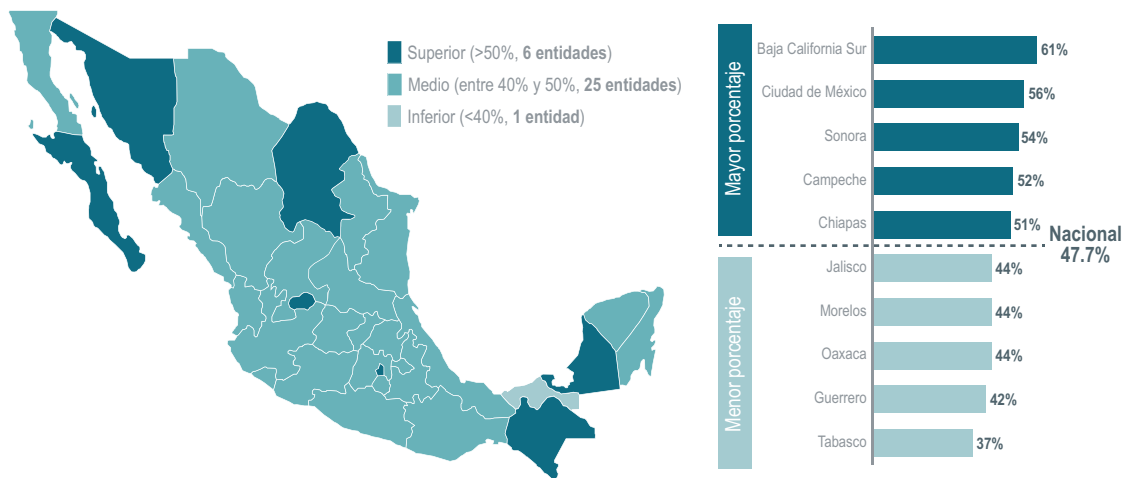 Superior (>50%, 6 entidades)
Medio (entre 40% y 50%, 25 entidades)
Inferior (<40%, 1 entidad)
Mayor porcentaje
Baja California Sur 61%
Ciudad de México 56%
Sonora 54%
Campeche 52%
Chiapas 51%
Nacional
47.7%
Menor porcentaje
Jalisco 44%
Morelos 44%
Oaxaca 44%
Guerrero 42%
Tabasco 37%